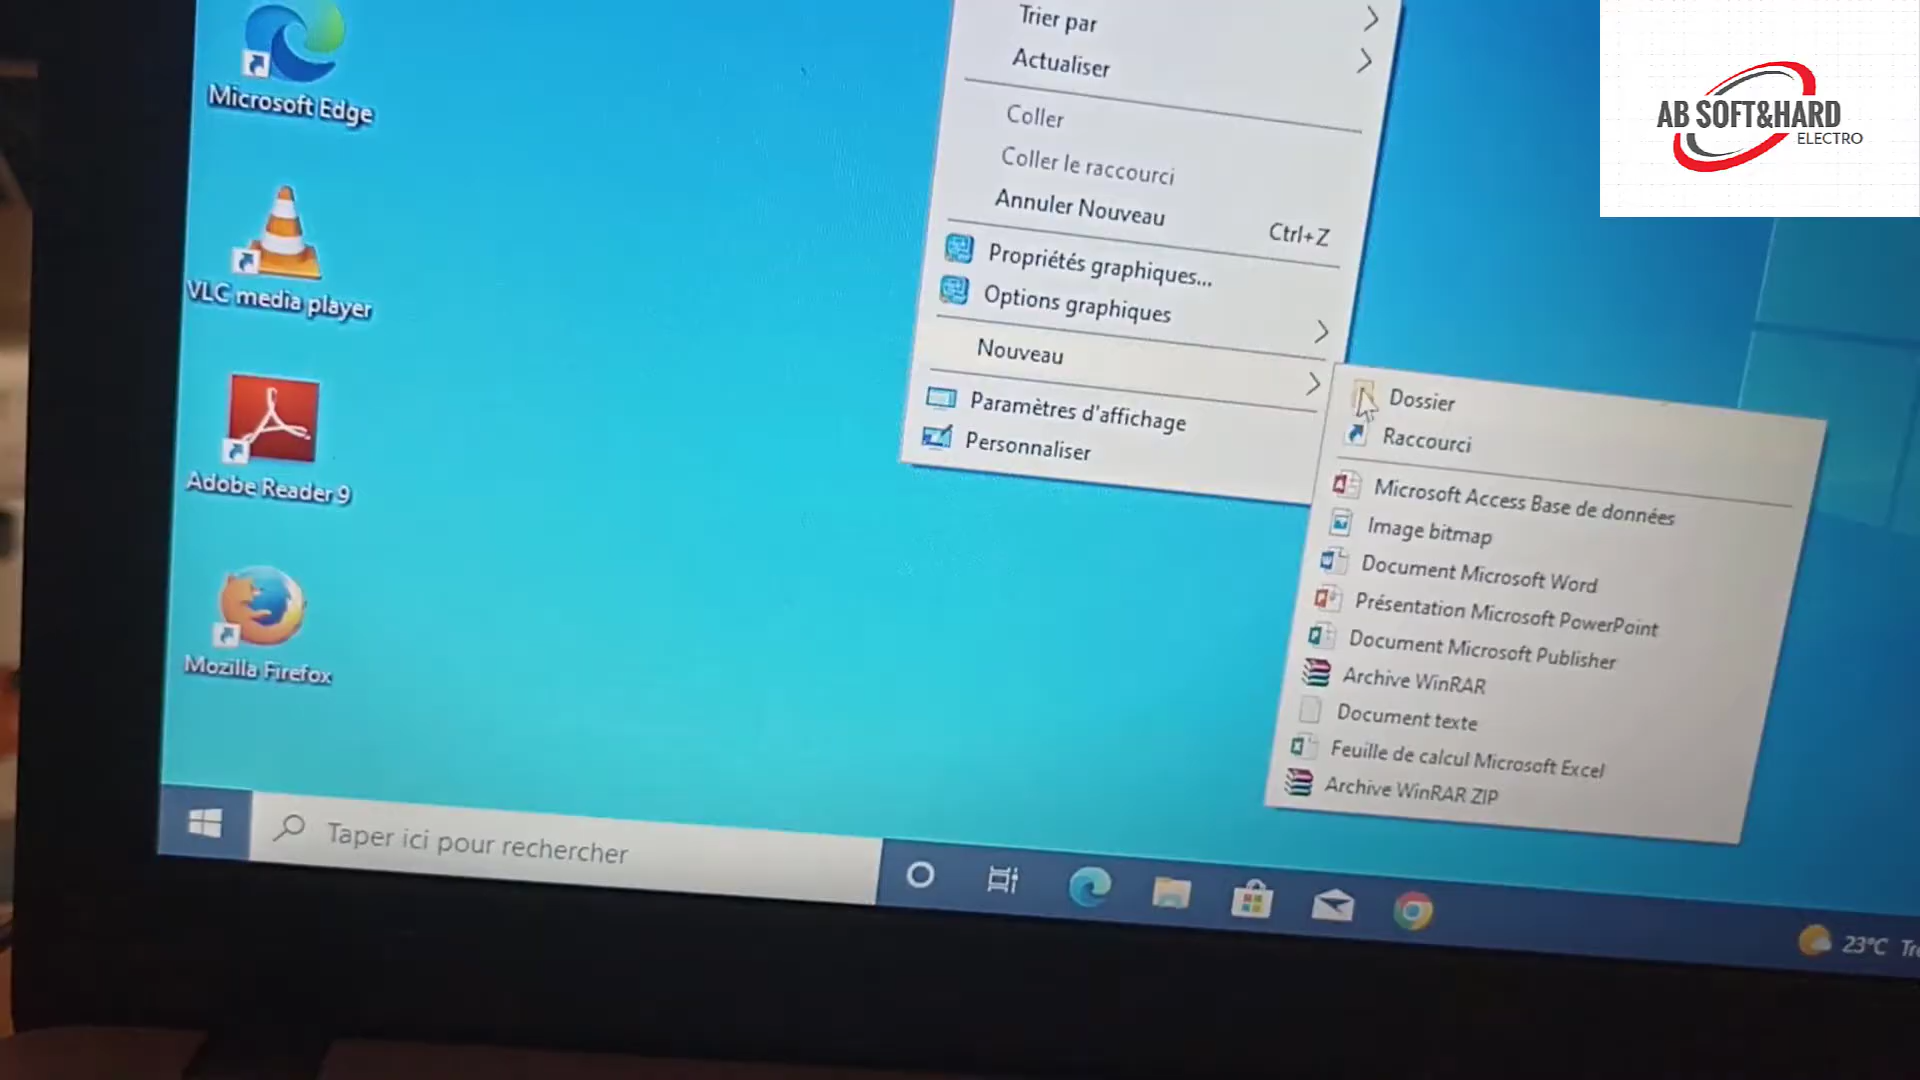 Microsoft Edge
VLC media player
Adobe Reader 9
Mozilla Firefox
Trier par
Actualiser
Coller
Coller le raccourci
Annuler Nouveau Ctrl+Z
Propriétés graphiques...
Options graphiques
Nouveau
Paramètres d'affichage
Personnaliser
Dossier
Raccourci
Microsoft Access Base de données
Image bitmap
Document Microsoft Word
Présentation Microsoft PowerPoint
Document Microsoft Publisher
Archive WinRAR
Document texte
Feuille de calcul Microsoft Excel
Archive WinRAR ZIP
Taper ici pour rechercher
23°C
AB SOFT&HARD
ELECTRO